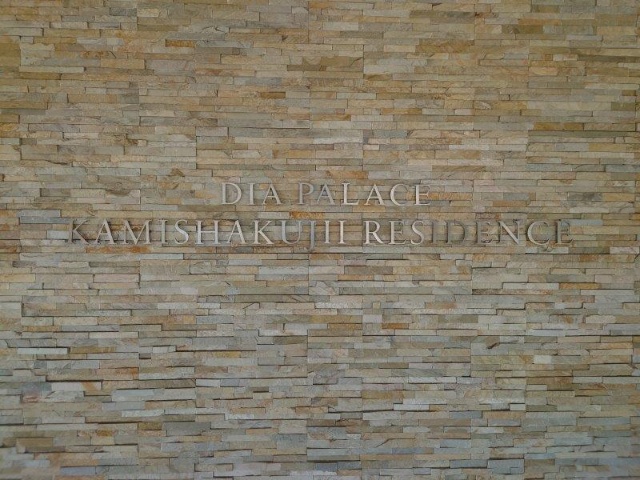 DIA PALACE
KAMISHAKUJII RESIDENCE